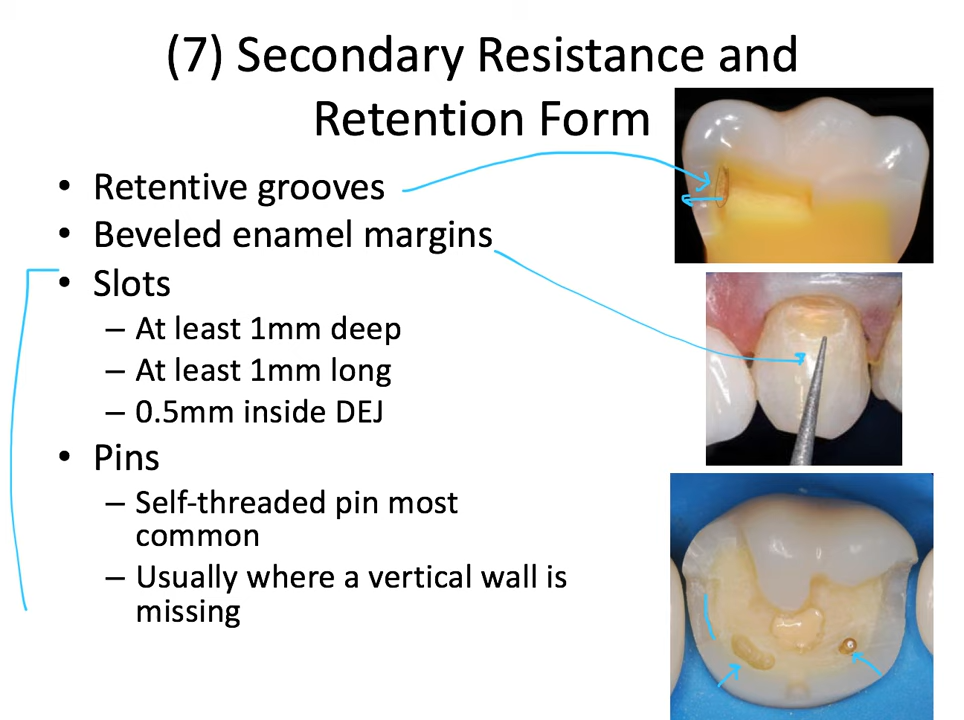 (7) Secondary Resistance and
Retention Form
• Retentive grooves
• Beveled enamel margins
• Slots
– At least 1mm deep
– At least 1mm long
– 0.5mm inside DEJ
• Pins
– Self-threaded pin most
common
– Usually where a vertical wall is
missing